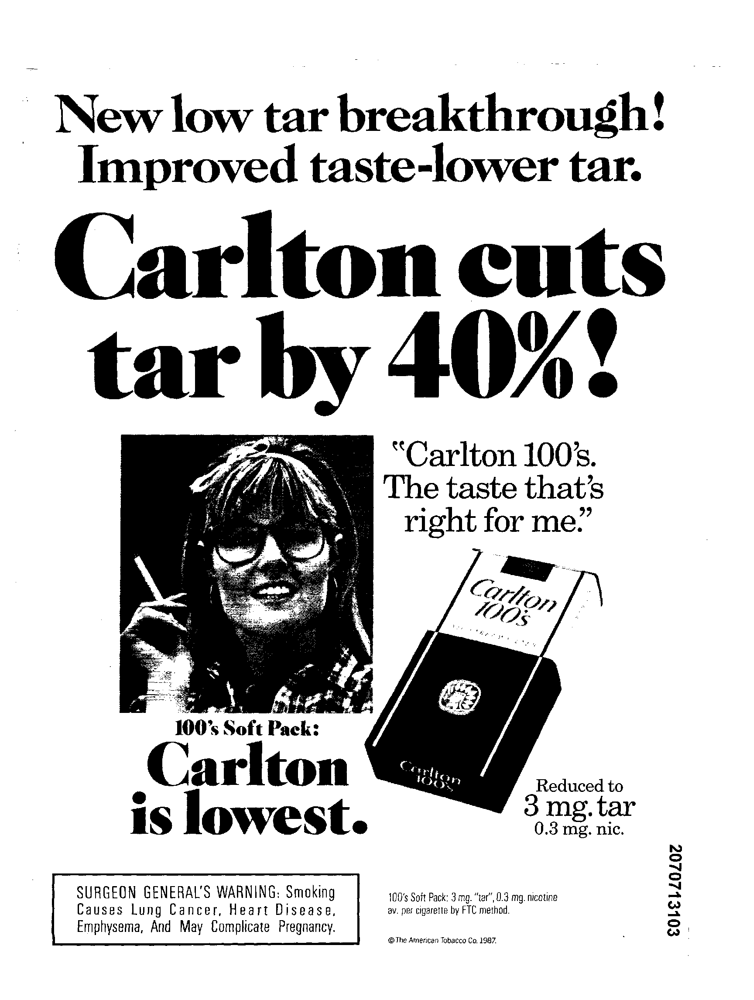 New low tar breakthrough!
Improved taste-lower tar.
Carlton cuts
tar by 40%!
“Carlton 100’s.
The taste that’s
right for me.”
Carlton
100's
Carlton
100's
100’s Soft Pack:
Carlton
is lowest.
Reduced to
3 mg. tar
0.3 mg. nic.
SURGEON GENERAL'S WARNING: Smoking
Causes Lung Cancer, Heart Disease,
Emphysema, And May Complicate Pregnancy.
100's Soft Pack: 3 mg. "tar", 0.3 mg. nicotine
av. per cigarette by FTC method.
© The American Tobacco Co. 1987.
2070713103